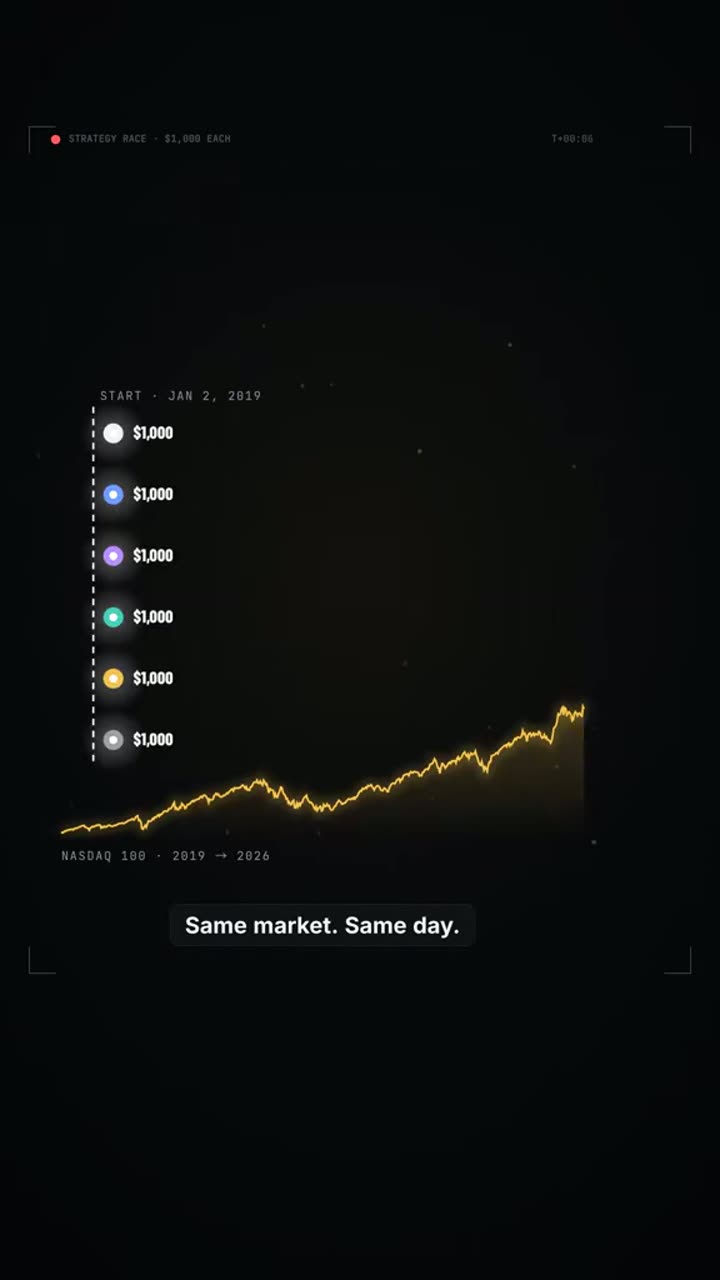 STRATEGY RACE · $1,000 EACH
T+00:06
START · JAN 2, 2019
$1,000
$1,000
$1,000
$1,000
$1,000
$1,000
NASDAQ 100 · 2019 → 2026
Same market. Same day.